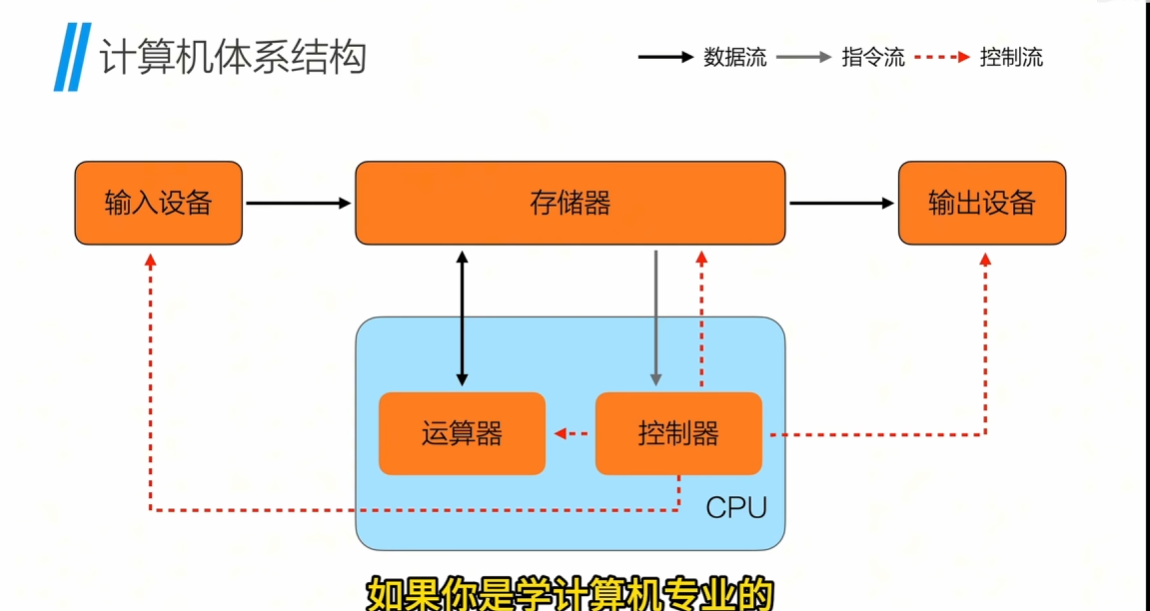 计算机体系结构
数据流 指令流 控制流
输入设备 存储器 输出设备
运算器 控制器
CPU
如果你是学计算机专业的